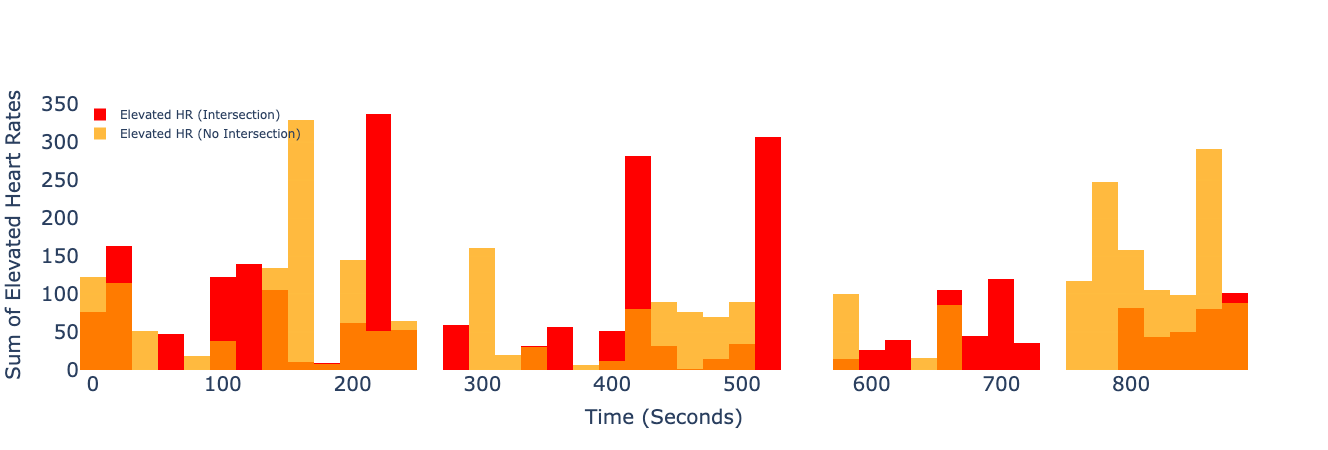 Sum of Elevated Heart Rates
350
300
250
200
150
100
50
0
Elevated HR (Intersection)
Elevated HR (No Intersection)
0 100 200 300 400 500 600 700 800
Time (Seconds)